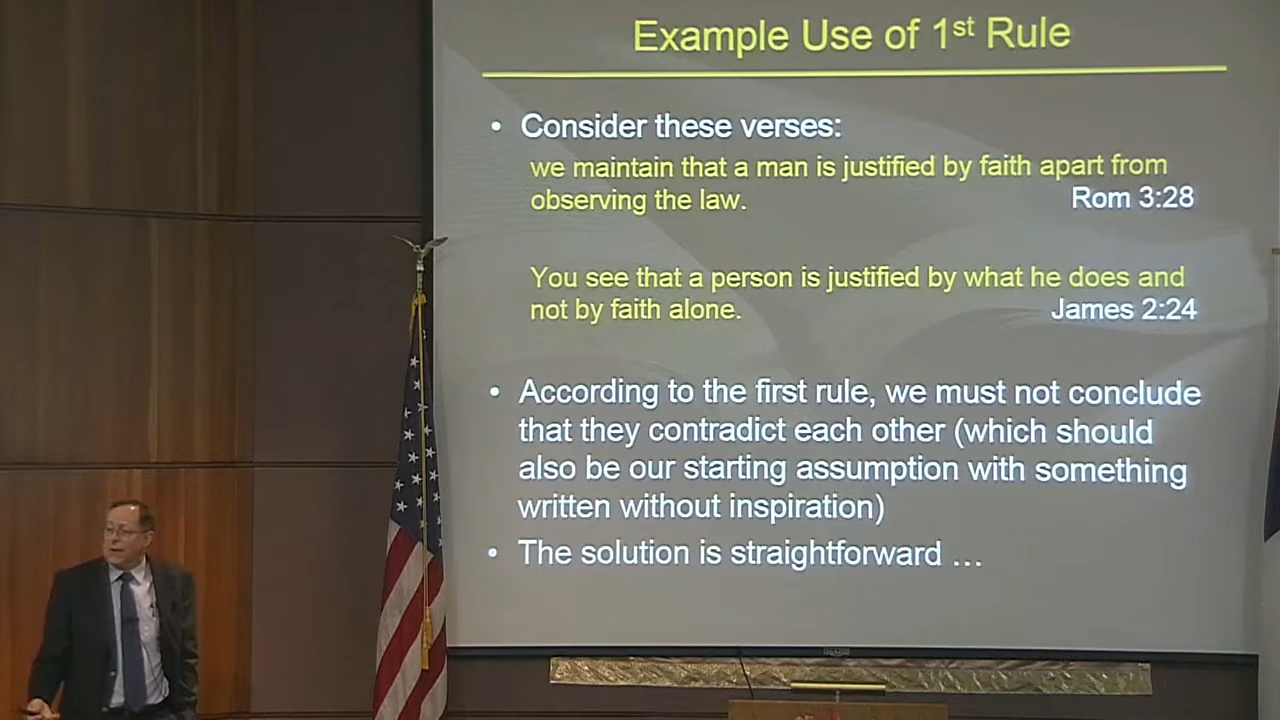 Example Use of 1st Rule
• Consider these verses:
we maintain that a man is justified by faith apart from
observing the law. Rom 3:28
You see that a person is justified by what he does and
not by faith alone. James 2:24
• According to the first rule, we must not conclude
that they contradict each other (which should
also be our starting assumption with something
written without inspiration)
• The solution is straightforward …